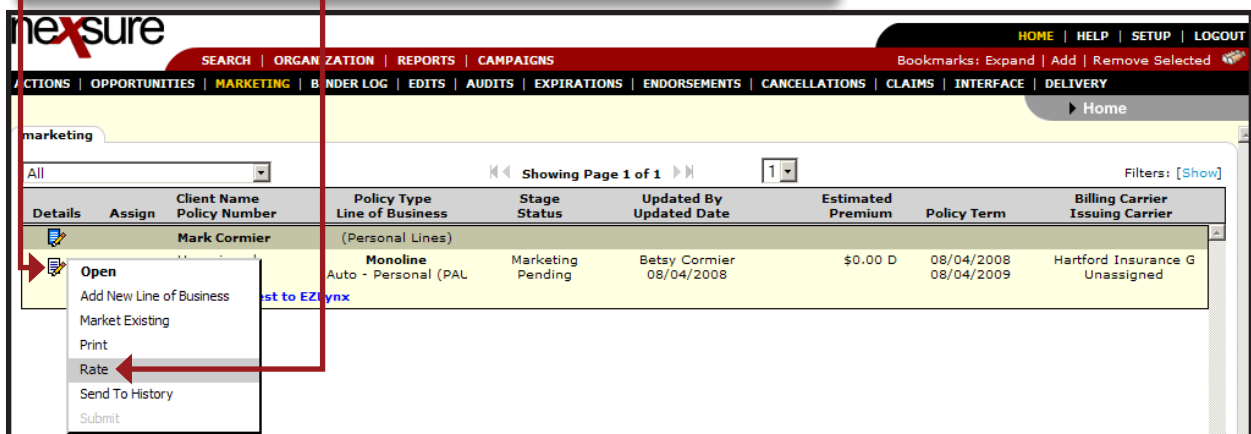 nexsure
HOME | HELP | SETUP | LOGOUT
SEARCH | ORGANIZATION | REPORTS | CAMPAIGNS
Bookmarks: Expand | Add | Remove Selected
ACTIONS | OPPORTUNITIES | MARKETING | BINDER LOG | EDITS | AUDITS | EXPIRATIONS | ENDORSEMENTS | CANCELLATIONS | CLAIMS | INTERFACE | DELIVERY
Home
marketing
All
Showing Page 1 of 1
1
Filters: [Show]
Details Assign Client Name Policy Type Stage Updated By Estimated Policy Term Billing Carrier
Policy Number Line of Business Status Updated Date Premium Issuing Carrier
Mark Cormier (Personal Lines)
Monoline Marketing Betsy Cormier $0.00 D 08/04/2008 Hartford Insurance G
Auto - Personal (PAU Pending 08/04/2008 08/04/2009 Unassigned
est to EZLynx
Open
Add New Line of Business
Market Existing
Print
Rate
Send To History
Submit